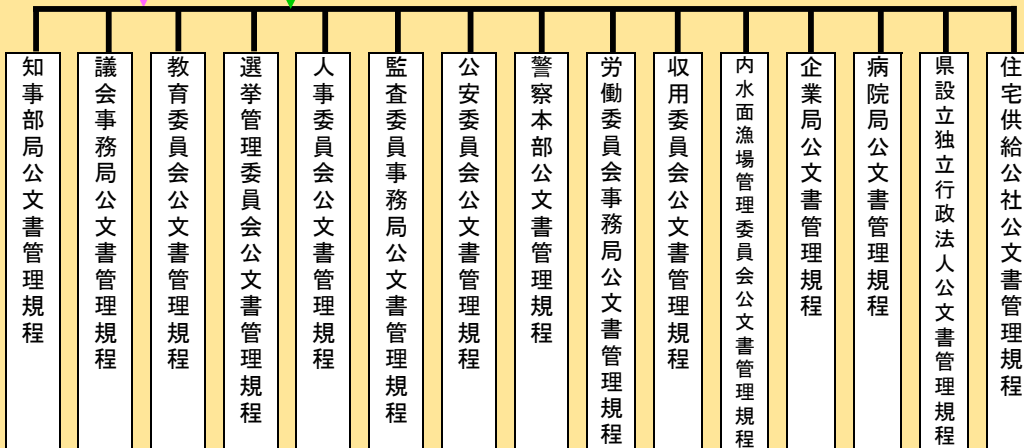 知事部局公文書管理規程
議会事務局公文書管理規程
教育委員会公文書管理規程
選挙管理委員会公文書管理規程
人事委員会公文書管理規程
監査委員事務局公文書管理規程
公安委員会公文書管理規程
警察本部公文書管理規程
労働委員会事務局公文書管理規程
収用委員会公文書管理規程
内水面漁場管理委員会公文書管理規程
企業局公文書管理規程
病院局公文書管理規程
県設立独立行政法人公文書管理規程
住宅供給公社公文書管理規程